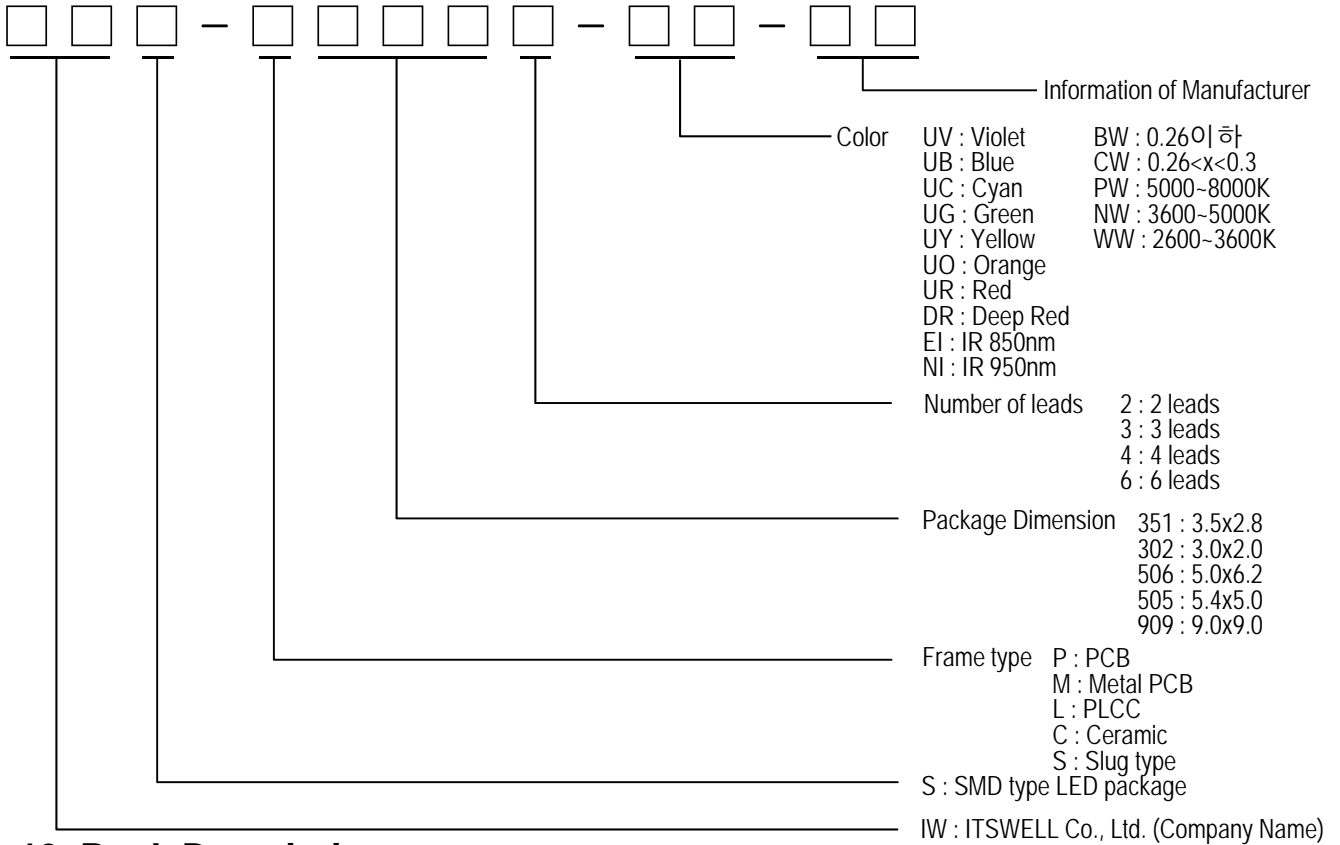 Information of Manufacturer
Color UV : Violet BW : 0.26이하
UB : Blue CW : 0.26<x<0.3
UC : Cyan PW : 5000~8000K
UG : Green NW : 3600~5000K
UY : Yellow WW : 2600~3600K
UO : Orange
UR : Red
DR : Deep Red
EI : IR 850nm
NI : IR 950nm
Number of leads 2 : 2 leads
3 : 3 leads
4 : 4 leads
6 : 6 leads
Package Dimension 351 : 3.5x2.8
302 : 3.0x2.0
506 : 5.0x6.2
505 : 5.4x5.0
909 : 9.0x9.0
Frame type P : PCB
M : Metal PCB
L : PLCC
C : Ceramic
S : Slug type
S : SMD type LED package
IW : ITSWELL Co., Ltd. (Company Name)